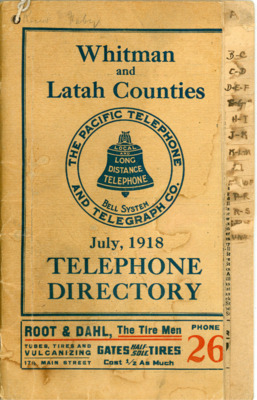 Whitman
and
Latah Counties
THE PACIFIC TELEPHONE
AND TELEGRAPH CO.
LOCAL AND
LONG
DISTANCE
TELEPHONE
BELL SYSTEM
July, 1918
TELEPHONE
DIRECTORY
ROOT & DAHL, The Tire Men
TUBES, TIRES AND
VULCANIZING
170 MAIN STREET
GATES HALF SOLE TIRES
Cost 1/2 As Much
PHONE
26
A
B-C
C-D
D-E-F
H-I
J-K
P-R
R-S